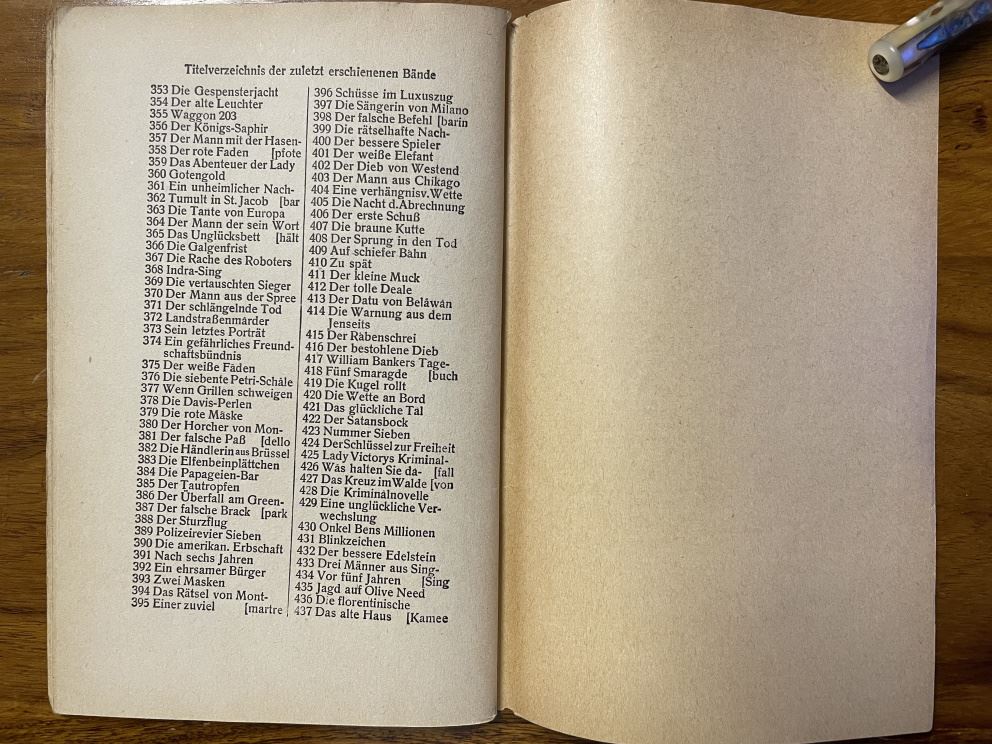 Titelverzeichnis der zuletzt erschienenen Bände
353 Die Gespensterjacht
354 Der alte Leuchter
355 Waggon 203
356 Der Königs-Saphir
357 Der Mann mit der Hasen-
358 Der rote Faden [pfote
359 Das Abenteuer der Lady
360 Gotengold
361 Ein unheimlicher Nach-
362 Tumult in St. Jacob [bar
363 Die Tante von Europa
364 Der Mann der sein Wort
365 Das Unglücksbett [hält
366 Die Galgenfrist
367 Die Rache des Roboters
368 Indra-Sing
369 Die vertauschten Sieger
370 Der Mann aus der Spree
371 Der schlängelnde Tod
372 Landstraßenmarder
373 Sein letztes Porträt
374 Ein gefährliches Freund-
schaftsbündnis
375 Der weiße Faden
376 Die siebente Petri-Schale
377 Wenn Grillen schweigen
378 Die Davis-Perlen
379 Die rote Maske
380 Der Horcher von Mon-
381 Der falsche Paß [dello
382 Die Händlerin aus Brüssel
383 Die Elfenbeinplättchen
384 Die Papageien-Bar
385 Der Tautropfen
386 Der Überfall am Green-
387 Der falsche Brack [park
388 Der Sturzflug
389 Polizeirevier Sieben
390 Die amerikan. Erbschaft
391 Nach sechs Jahren
392 Ein ehrsamer Bürger
393 Zwei Masken
394 Das Rätsel von Mont-
395 Einer zuviel [martre
396 Schüsse im Luxuszug
397 Die Sängerin von Milano
398 Der falsche Befehl [barin
399 Die rätselhafte Nach-
400 Der bessere Spieler
401 Der weiße Elefant
402 Der Dieb von Westend
403 Der Mann aus Chikago
404 Eine verhängnisv. Wette
405 Die Nacht d. Abrechnung
406 Der erste Schuß
407 Die braune Kutte
408 Der Sprung in den Tod
409 Auf schiefer Bahn
410 Zu spät
411 Der kleine Muck
412 Der tolle Deale
413 Der Datu von Beláwan
414 Die Warnung aus dem
Jenseits
415 Der Rabenschrei
416 Der bestohlene Dieb
417 William Bankers Tage-
418 Fünf Smaragde [buch
419 Die Kugel rollt
420 Die Wette an Bord
421 Das glückliche Tal
422 Der Satansbock
423 Nummer Sieben
424 Der Schlüssel zur Freiheit
425 Lady Victorys Kriminal-
426 Was halten Sie da- [fall
427 Das Kreuz im Walde [von
428 Die Kriminalnovelle
429 Eine unglückliche Ver-
wechslung
430 Onkel Bens Millionen
431 Blinkzeichen
432 Der bessere Edelstein
433 Drei Männer aus Sing-
434 Vor fünf Jahren [Sing
435 Jagd auf Olive Need
436 Die florentinische
437 Das alte Haus [Kamee